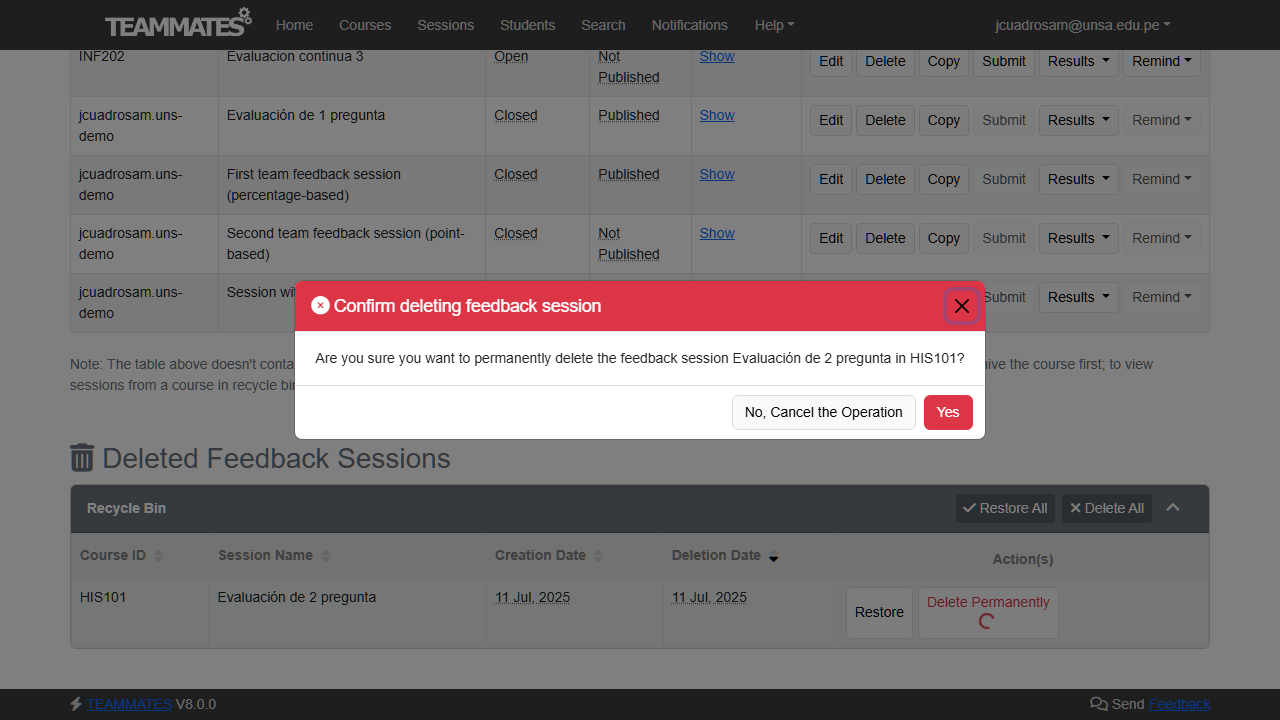 TEAMMATES Home Courses Sessions Students Search Notifications Help jcuadrosam@unsa.edu.pe
INF202 Evaluacion continua 3 Open Not Published Show Edit Delete Copy Submit Results Remind
jcuadrosam.uns-demo Evaluación de 1 pregunta Closed Published Show Edit Delete Copy Submit Results Remind
jcuadrosam.uns-demo First team feedback session (percentage-based) Closed Published Show Edit Delete Copy Submit Results Remind
jcuadrosam.uns-demo Second team feedback session (point-based) Closed Not Published Show Edit Delete Copy Submit Results Remind
jcuadrosam.uns-demo Session Submit Results Remind
Confirm deleting feedback session
Are you sure you want to permanently delete the feedback session Evaluación de 2 pregunta in HIS101?
No, Cancel the Operation Yes
Note: The table above doesn't the course first; to view
sessions from a course in recycle
Deleted Feedback Sessions
Recycle Bin Restore All Delete All
Course ID Session Name Creation Date Deletion Date Action(s)
HIS101 Evaluación de 2 pregunta 11 Jul, 2025 11 Jul, 2025 Restore Delete Permanently
TEAMMATES V8.0.0 Send Feedback